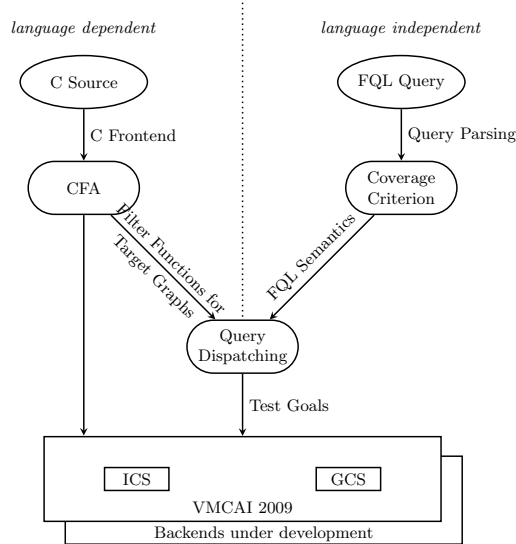 language dependent
language independent
C Source
FQL Query
C Frontend
Query Parsing
CFA
Coverage
Criterion
Filter Functions for
Target Graphs
FQL Semantics
Query
Dispatching
Test Goals
ICS
GCS
VMCAI 2009
Backends under development